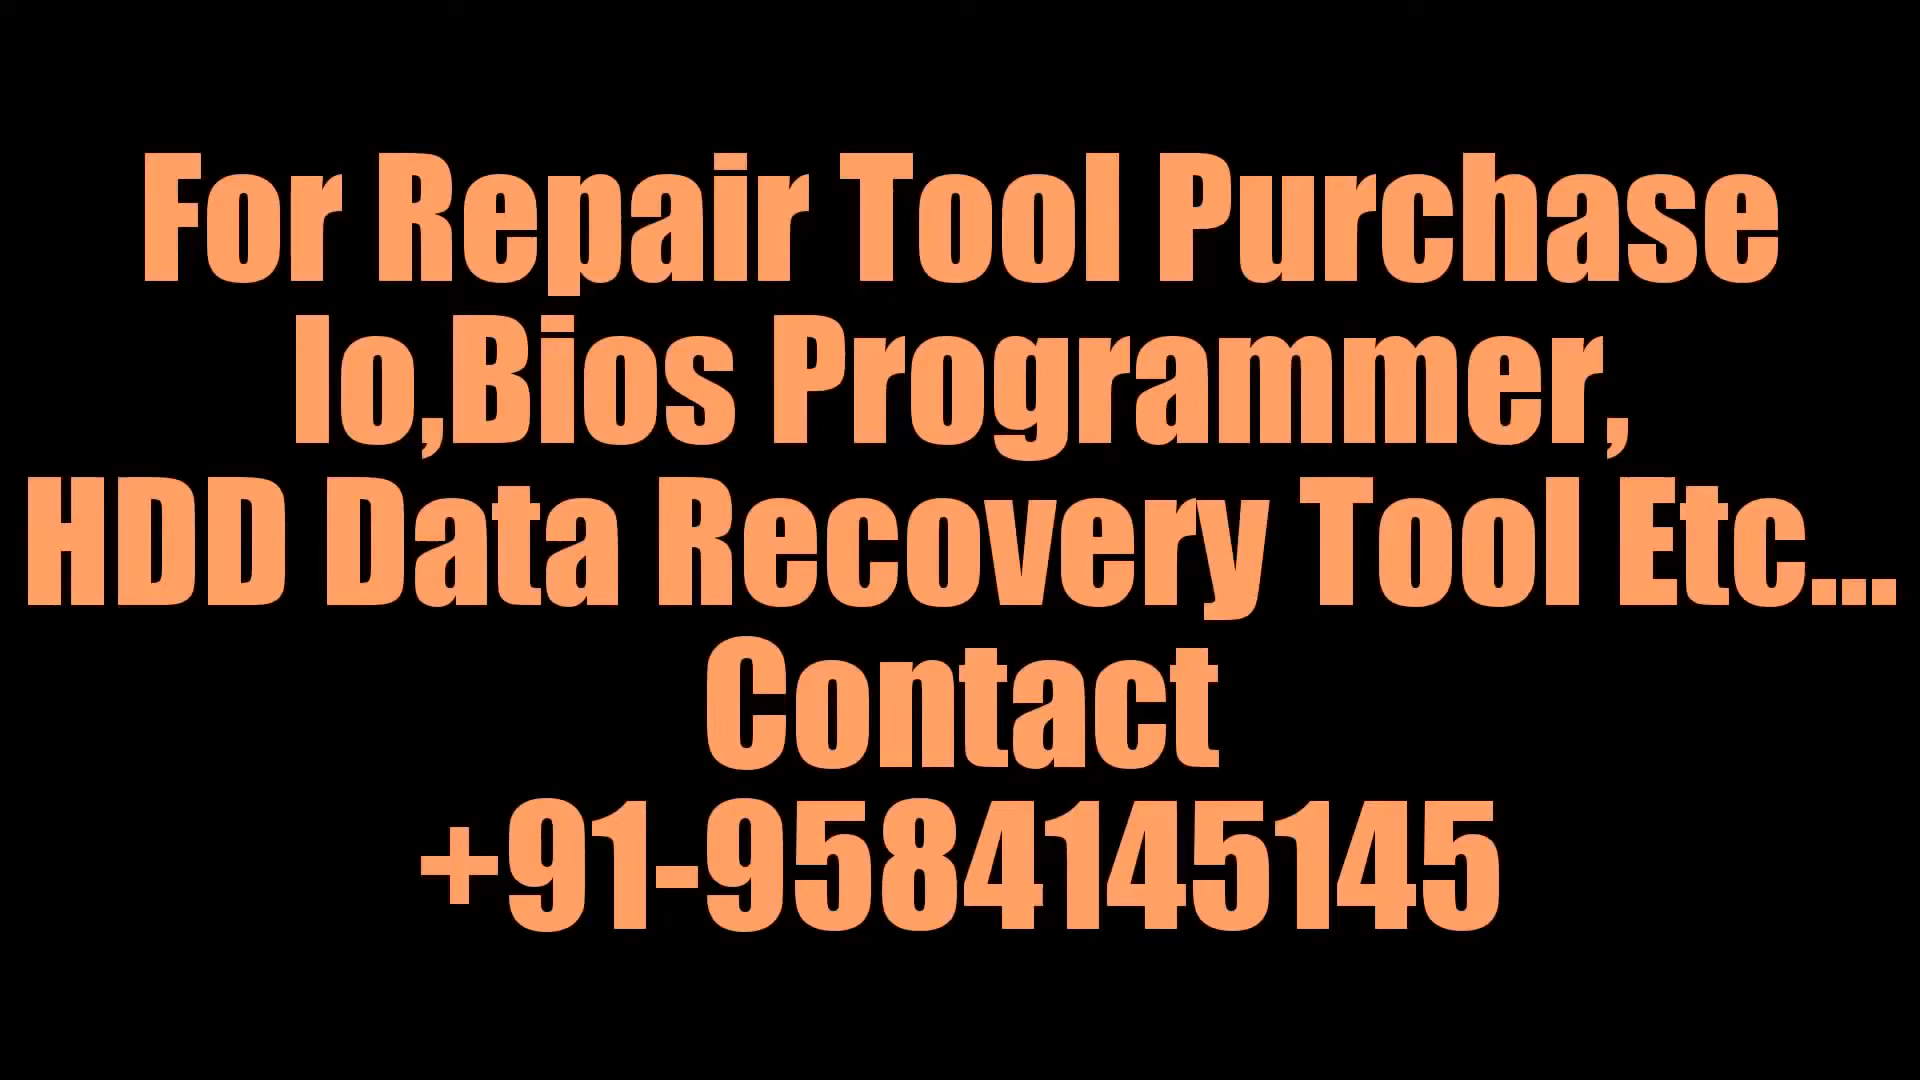 For Repair Tool Purchase
Io,Bios Programmer,
HDD Data Recovery Tool Etc...
Contact
+91-9584145145